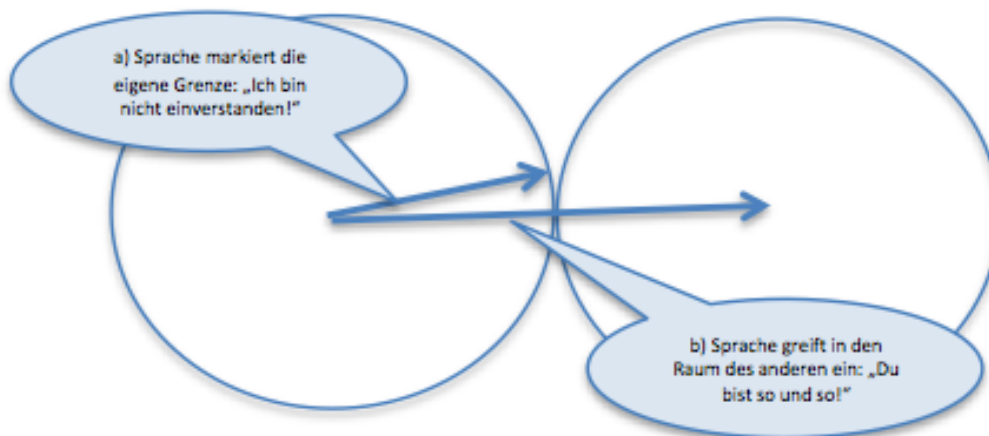 a) Sprache markiert die
eigene Grenze: „Ich bin
nicht einverstanden!“
b) Sprache greift in den
Raum des anderen ein: „Du
bist so und so!“